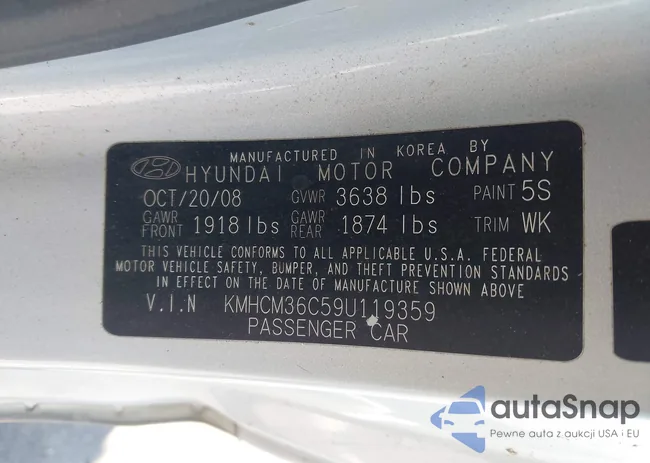 MANUFACTURED IN KOREA BY
HYUNDAI MOTOR COMPANY
OCT/20/08 GVWR 3638 lbs PAINT 5S
GAWR FRONT 1918 lbs GAWR REAR 1874 lbs TRIM WK
THIS VEHICLE CONFORMS TO ALL APPLICABLE U.S.A. FEDERAL
MOTOR VEHICLE SAFETY, BUMPER, AND THEFT PREVENTION STANDARDS
IN EFFECT ON THE DATE OF MANUFACTURE SHOWN ABOVE
V.I.N KMHCM36C59U119359
PASSENGER CAR
autaSnap
Pewne auta z aukcji USA i EU